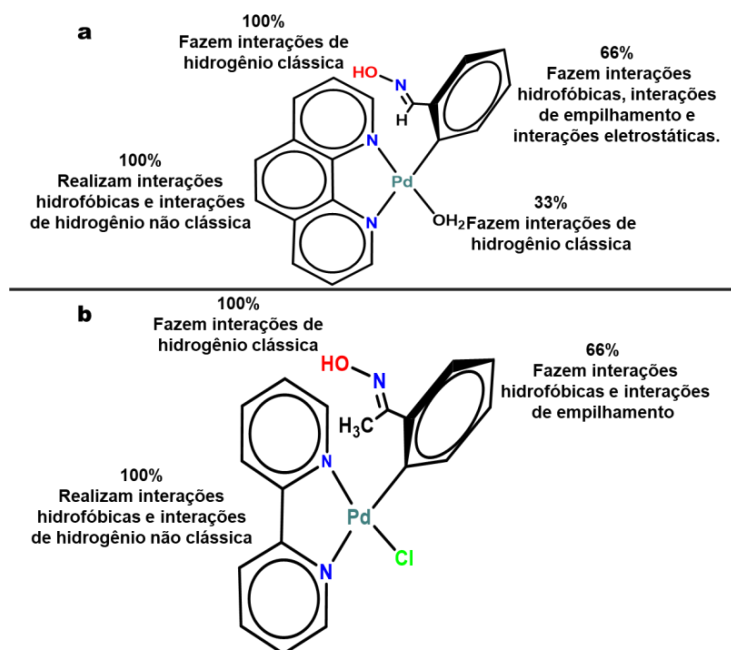 a
100%
Fazem interações de
hidrogênio clássica
66%
Fazem interações
hidrofóbicas, interações
de empilhamento e
interações eletrostáticas.
HO
N
H
100%
Realizam interações
hidrofóbicas e interações
de hidrogênio não clássica
N
Pd
N
OH2
33%
Fazem interações de
hidrogênio clássica
b
100%
Fazem interações de
hidrogênio clássica
66%
Fazem interações
hidrofóbicas e interações
de empilhamento
HO
N
H3C
100%
Realizam interações
hidrofóbicas e interações
de hidrogênio não clássica
N
Pd
N
Cl